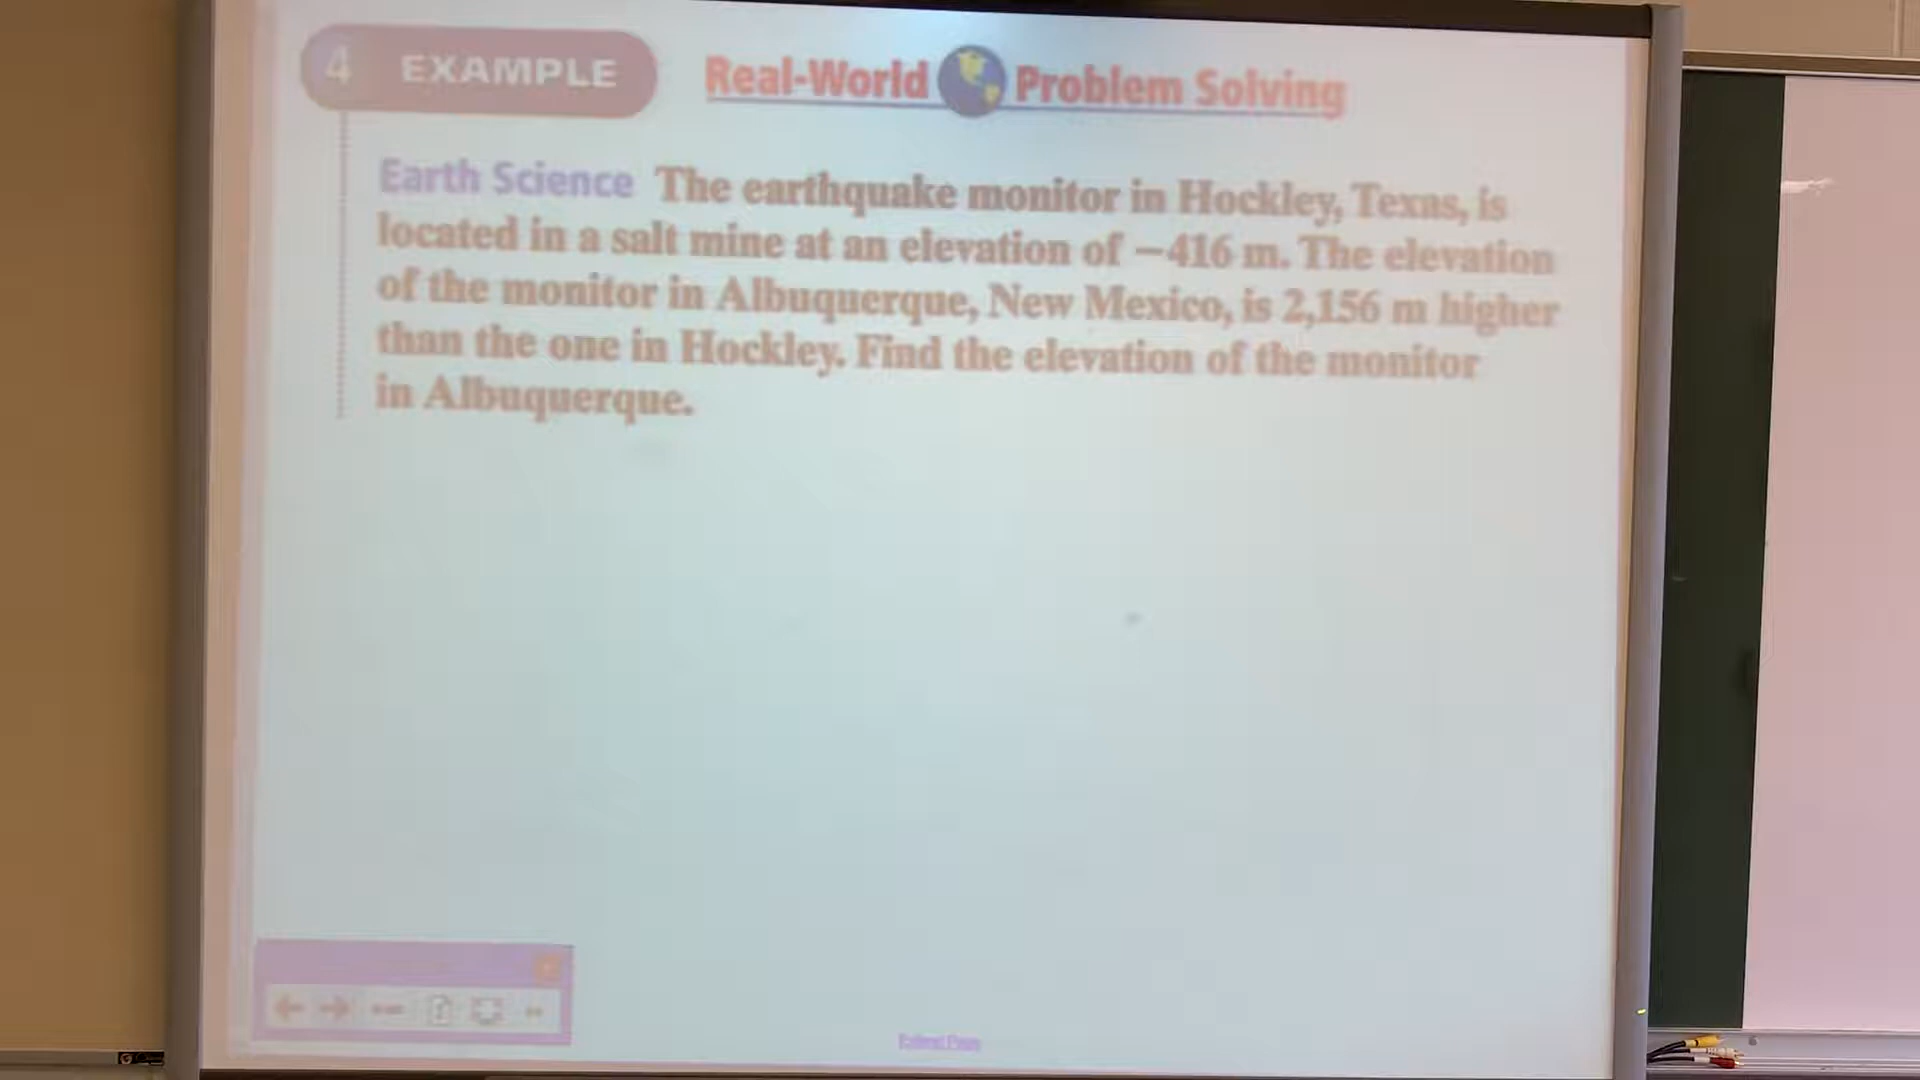 4 EXAMPLE Real-World Problem Solving
Earth Science The earthquake monitor in Hockley, Texas, is
located in a salt mine at an elevation of −416 m. The elevation
of the monitor in Albuquerque, New Mexico, is 2,156 m higher
than the one in Hockley. Find the elevation of the monitor
in Albuquerque.